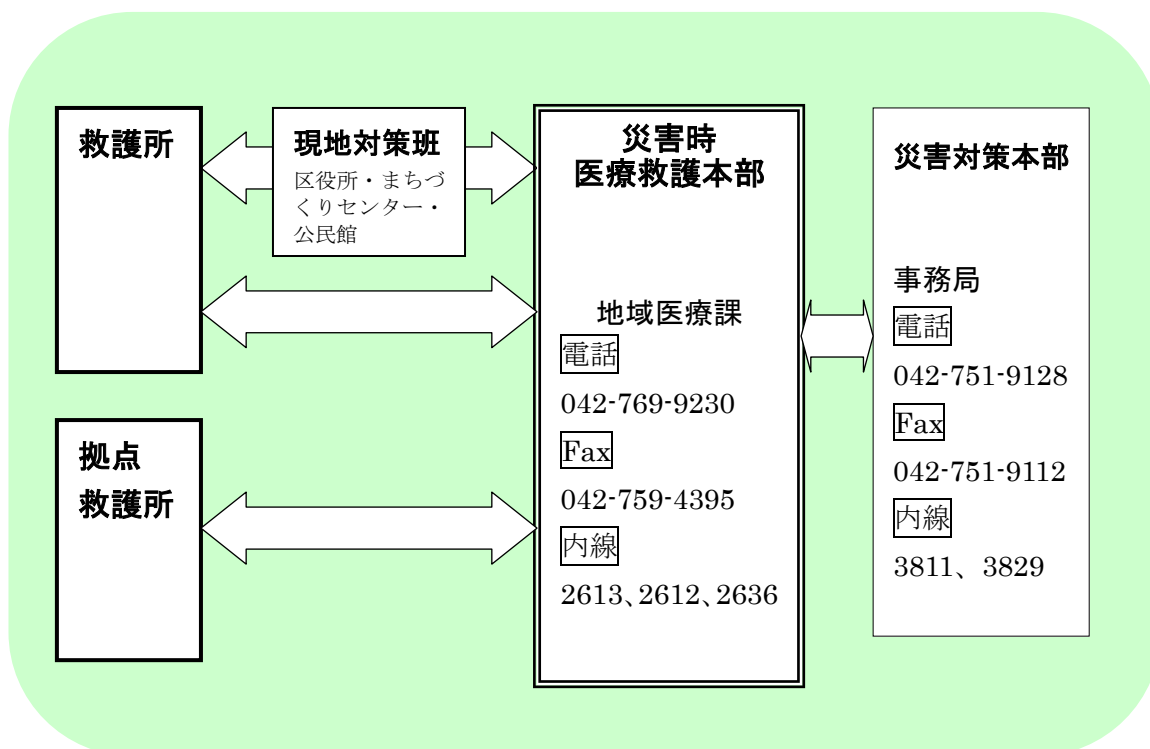 救護所
現地対策班
区役所・まちづ
くりセンター・
公民館
拠点
救護所
災害時
医療救護本部
地域医療課
電話
042-769-9230
Fax
042-759-4395
内線
2613、2612、2636
災害対策本部
事務局
電話
042-751-9128
Fax
042-751-9112
内線
3811、3829